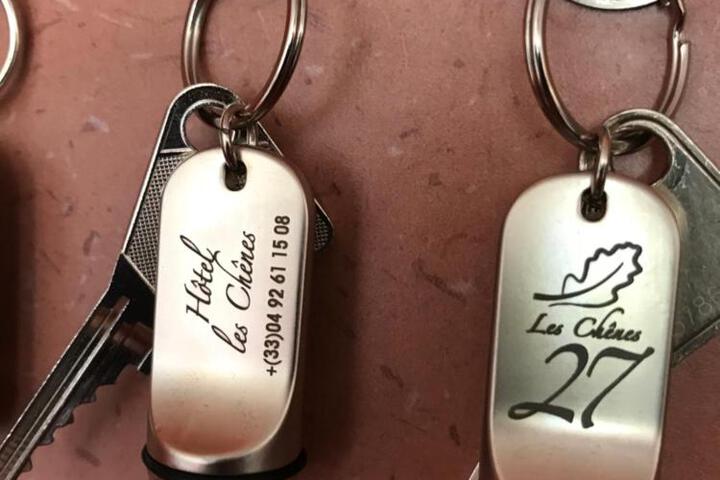 Hôtel
les Chênes
+(33)04 92 61 15 08
Les Chênes
27